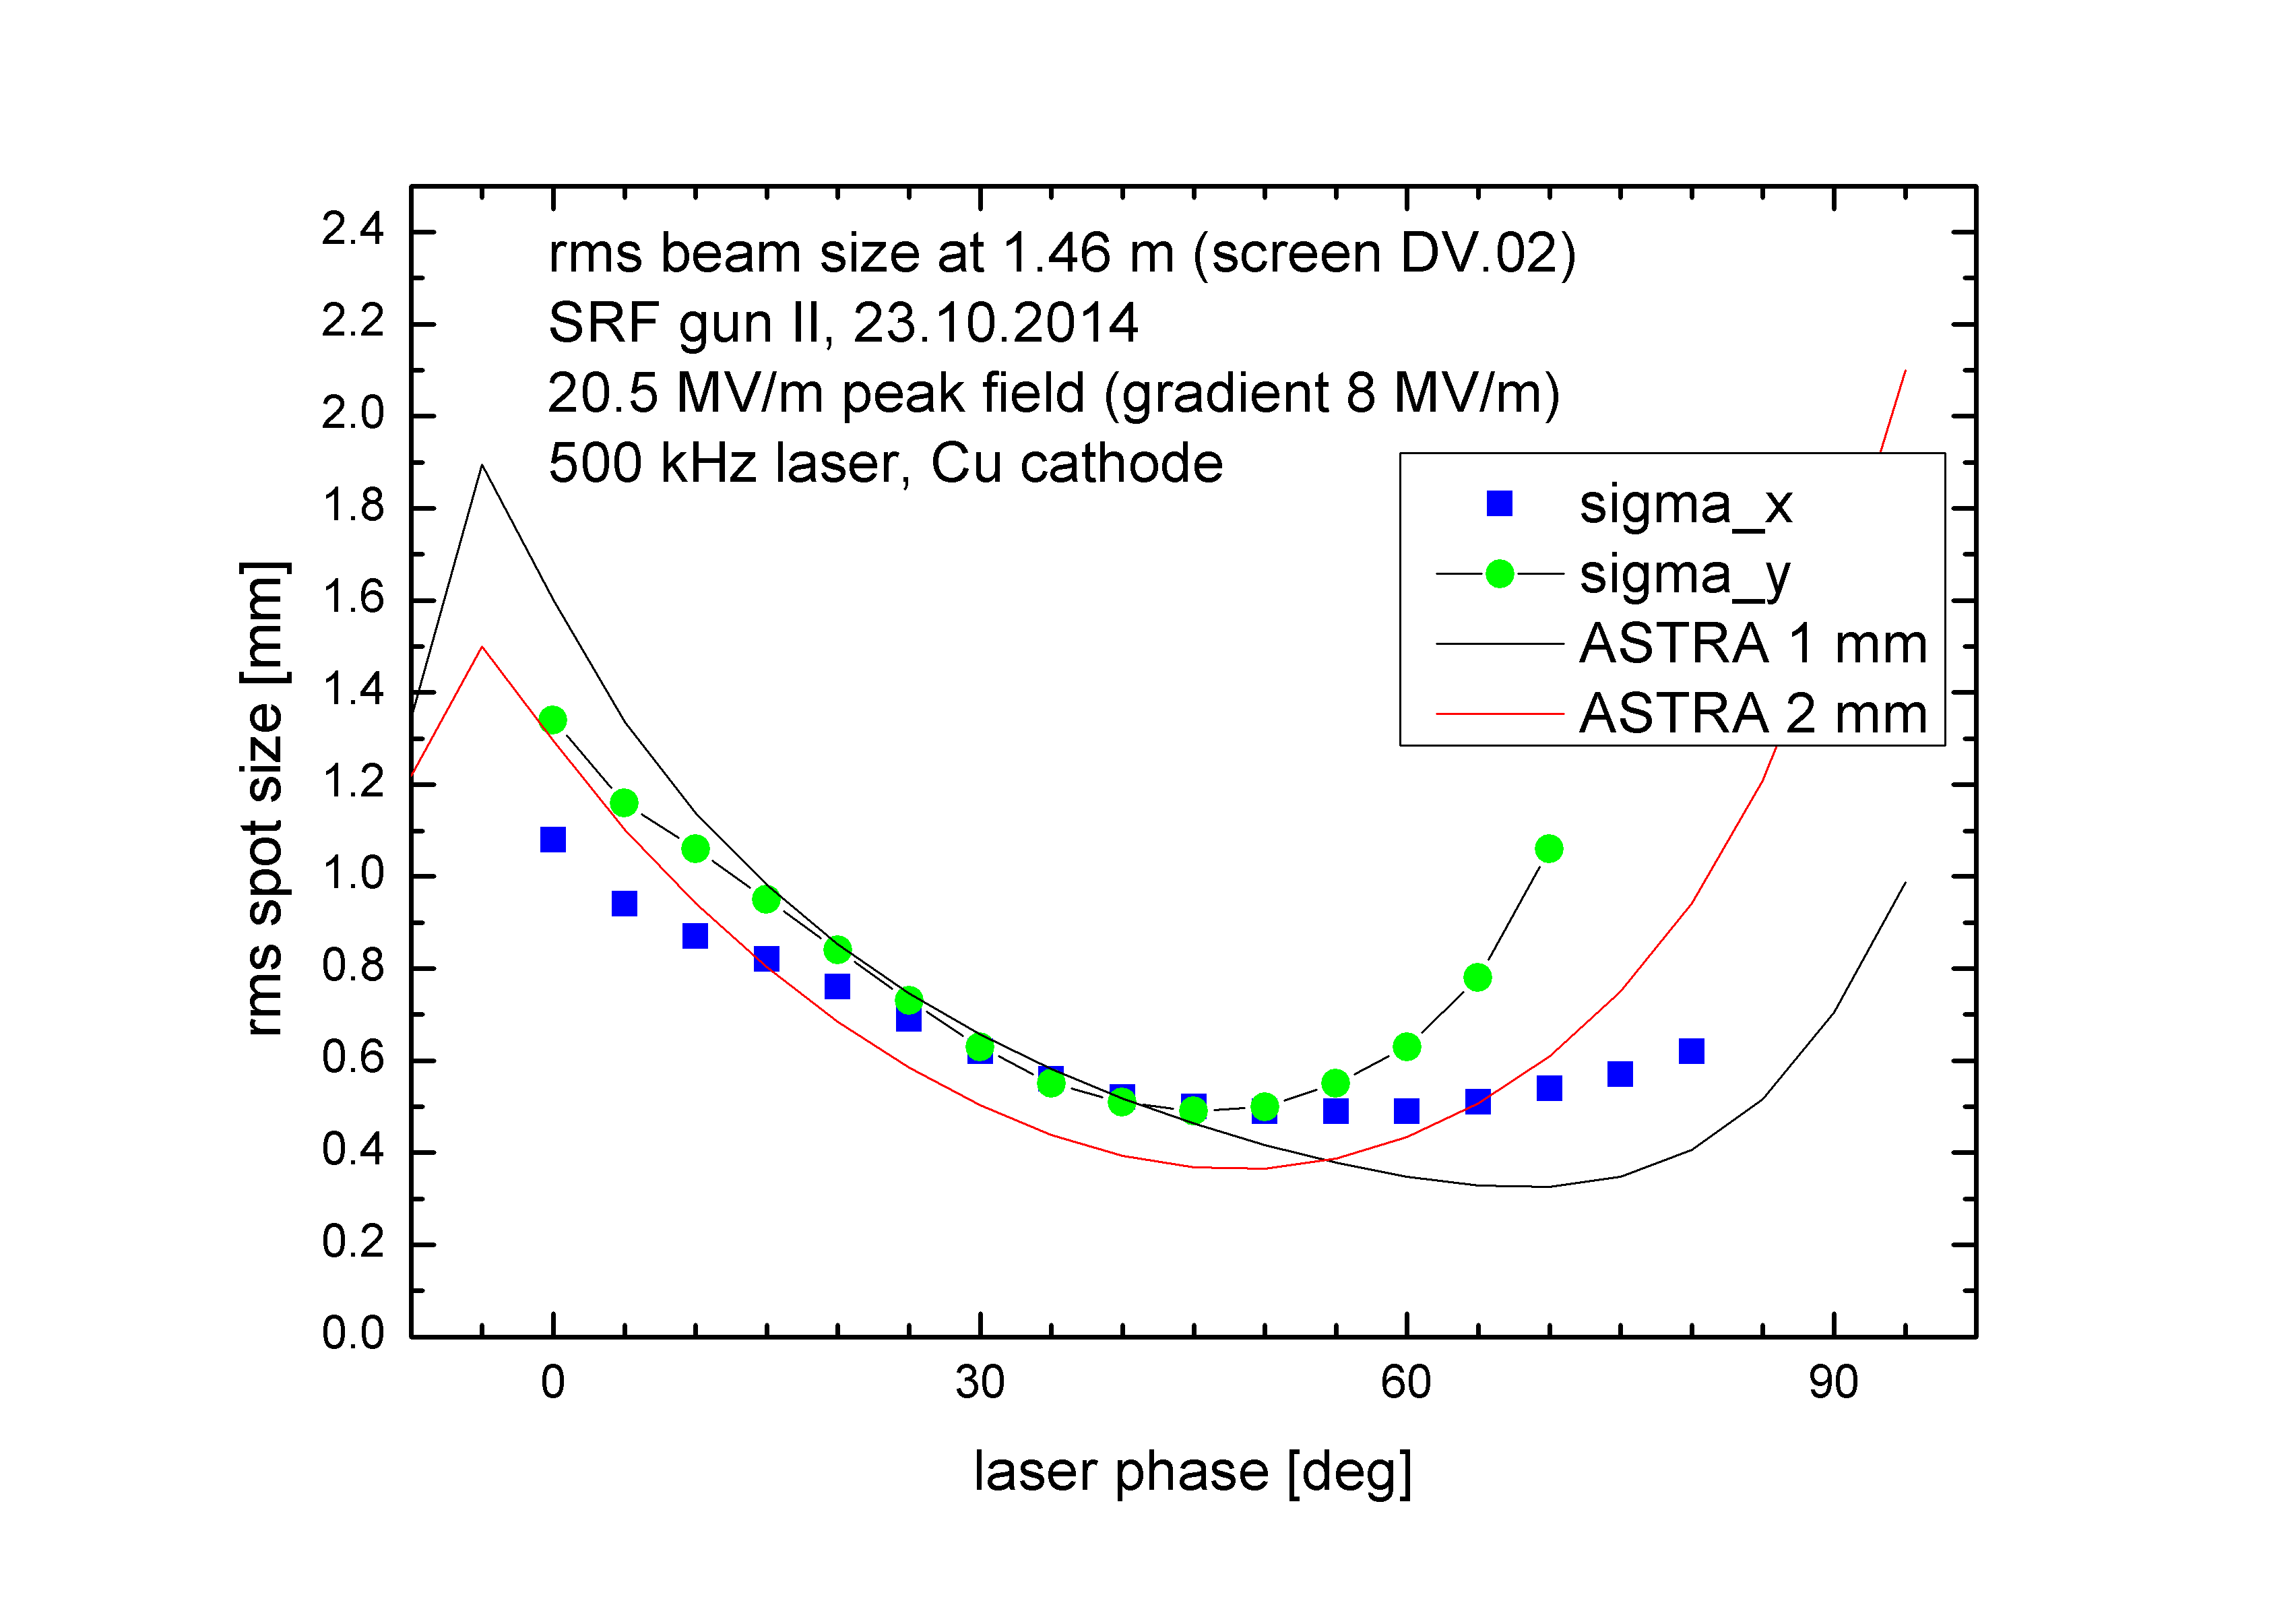 rms beam size at 1.46 m (screen DV.02)
SRF gun II, 23.10.2014
20.5 MV/m peak field (gradient 8 MV/m)
500 kHz laser, Cu cathode
sigma_x
sigma_y
ASTRA 1 mm
ASTRA 2 mm
rms spot size [mm]
2.4
2.2
2.0
1.8
1.6
1.4
1.2
1.0
0.8
0.6
0.4
0.2
0.0
0 30 60 90
laser phase [deg]